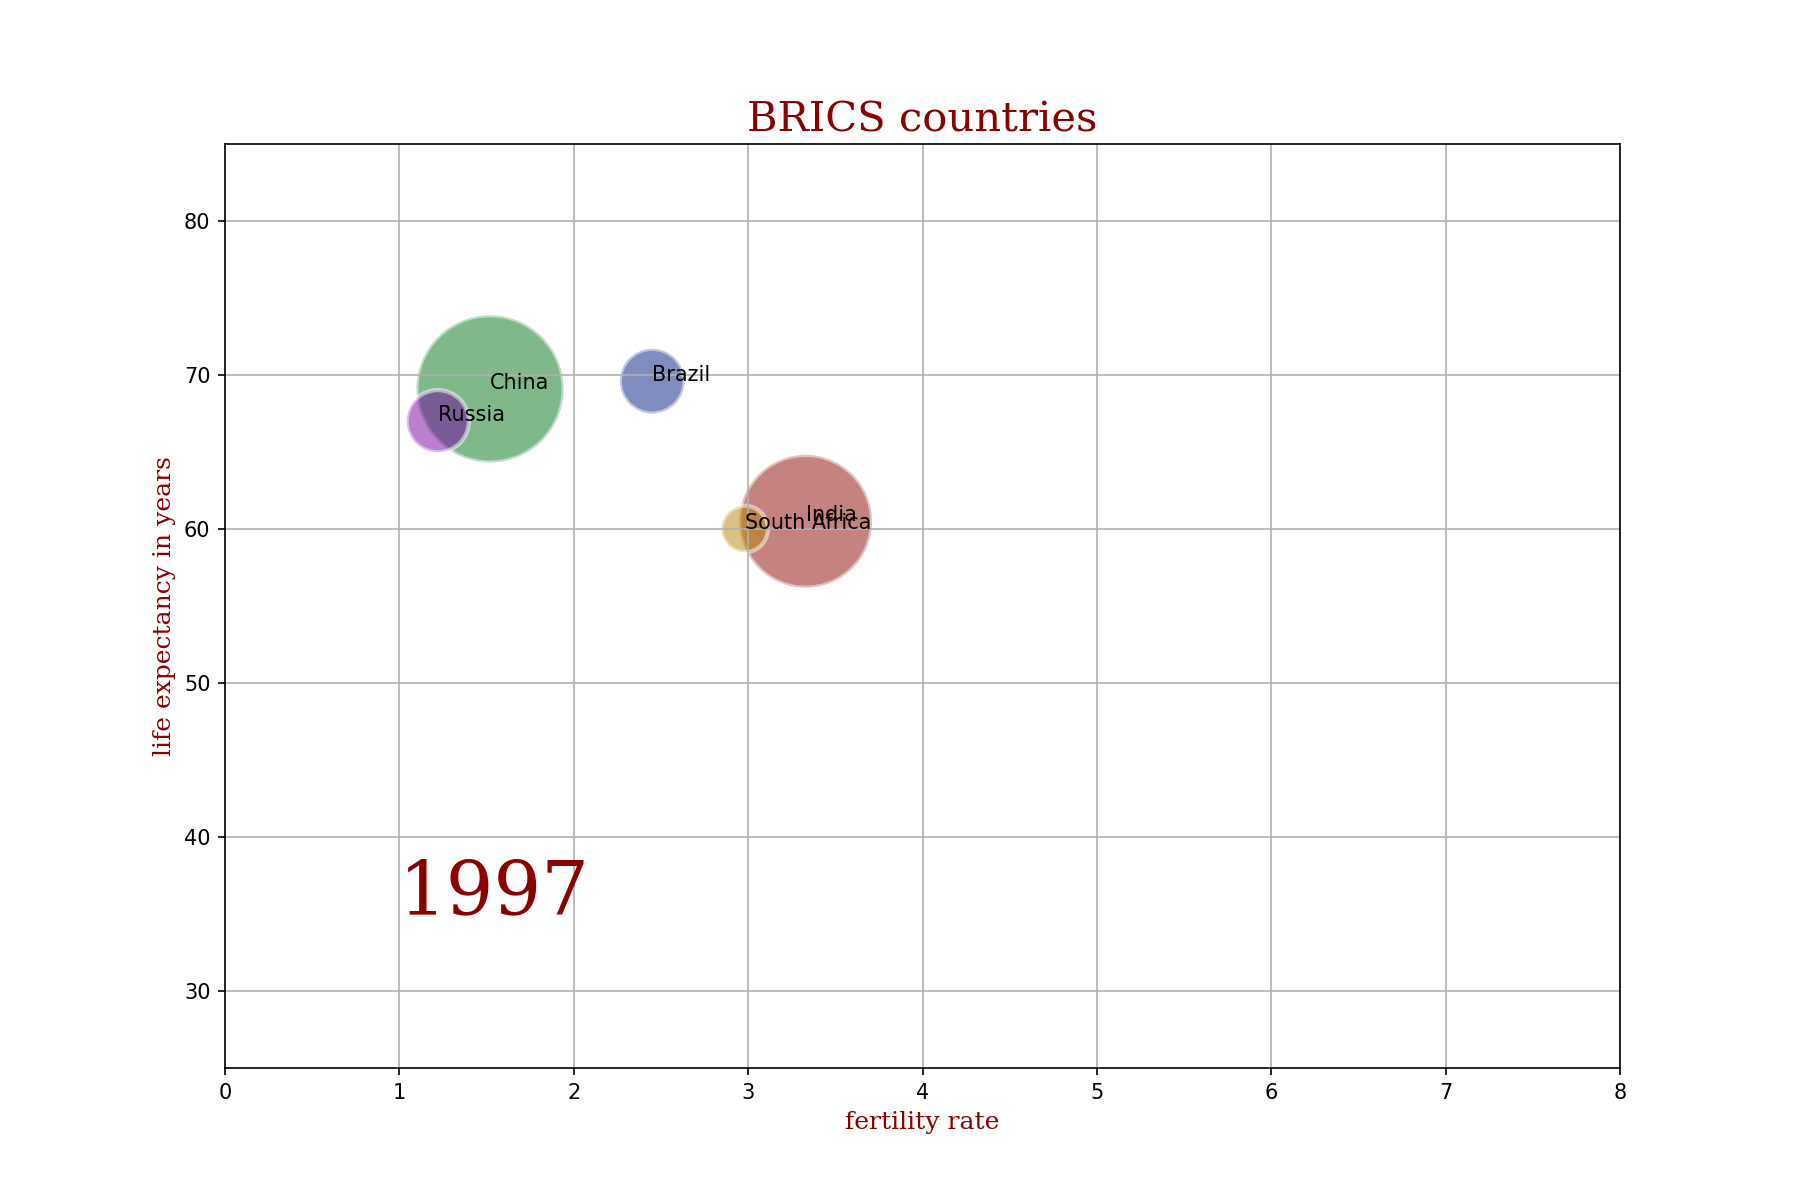 BRICS countries
80
70
60
50
40
30
life expectancy in years
China
Brazil
Russia
India
South Africa
1997
0 1 2 3 4 5 6 7 8
fertility rate